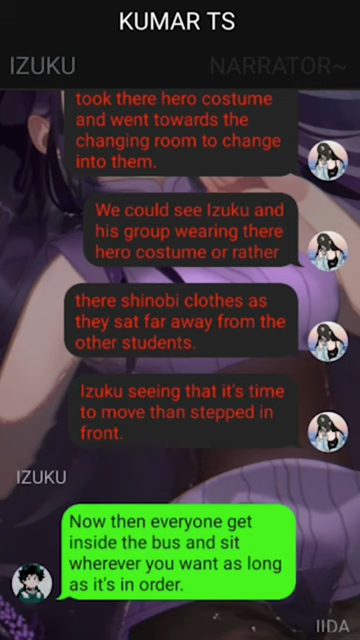 KUMAR TS
IZUKU NARRATOR~
took there hero costume
and went towards the
changing room to change
into them.
We could see Izuku and
his group wearing there
hero costume or rather
there shinobi clothes as
they sat far away from the
other students.
Izuku seeing that it's time
to move than stepped in
front.
IZUKU
Now then everyone get
inside the bus and sit
wherever you want as long
as it's in order.
IIDA